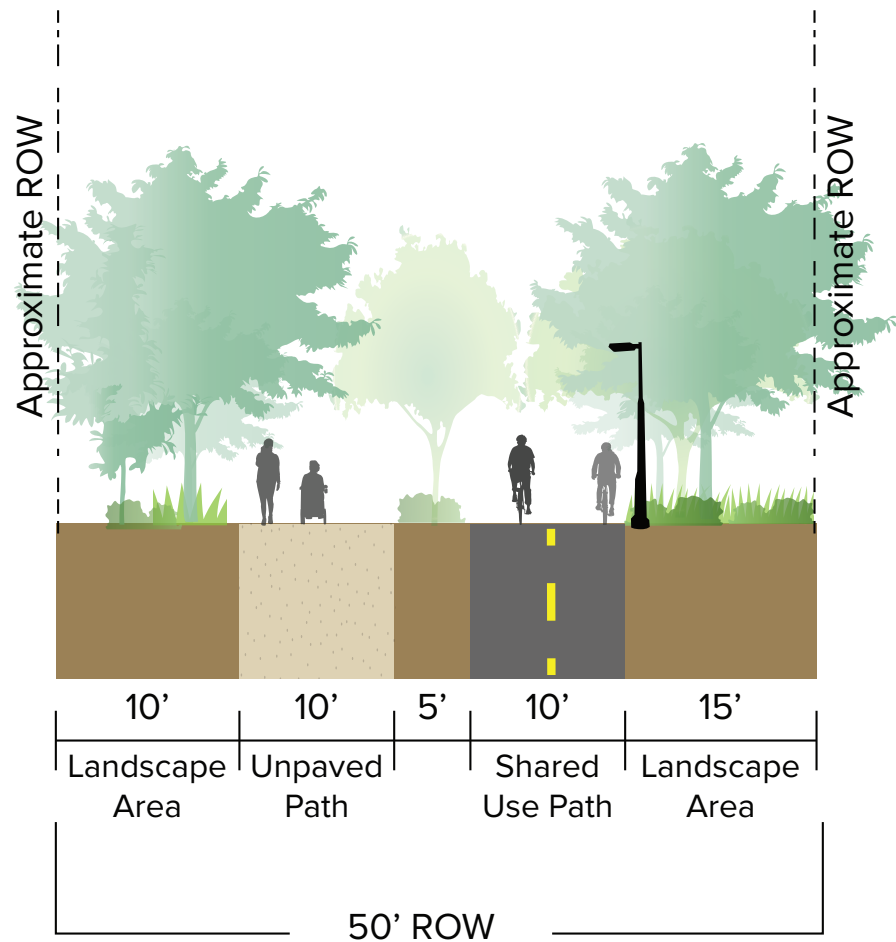 Approximate ROW
Approximate ROW
10’
10’
5’
10’
15’
Landscape
Area
Unpaved
Path
Shared
Use Path
Landscape
Area
50’ ROW